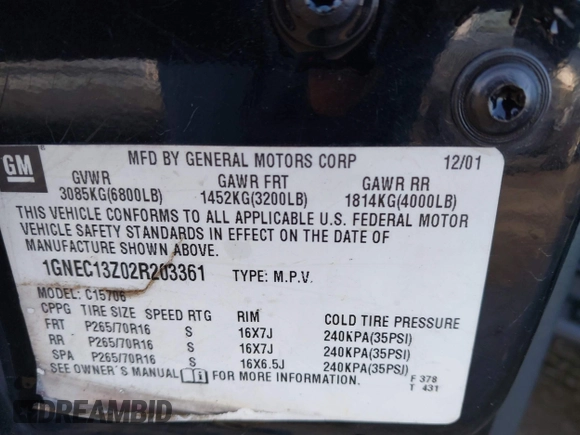 MFD BY GENERAL MOTORS CORP 12/01
GM
GVWR GAWR FRT GAWR RR
3085KG(6800LB) 1452KG(3200LB) 1814KG(4000LB)
THIS VEHICLE CONFORMS TO ALL APPLICABLE U.S. FEDERAL MOTOR
VEHICLE SAFETY STANDARDS IN EFFECT ON THE DATE OF
MANUFACTURE SHOWN ABOVE.
1GNEC13Z02R203361 TYPE: M.P.V.
MODEL: C15706
CPPG TIRE SIZE SPEED RTG RIM COLD TIRE PRESSURE
FRT P265/70R16 S 16X7J 240KPA(35PSI)
RR P265/70R16 S 16X7J 240KPA(35PSI)
SPA P265/70R16 S 16X6.5J 240KPA(35PSI)
SEE OWNER'S MANUAL FOR MORE INFORMATION.
F 378
T 431
DREAMBID